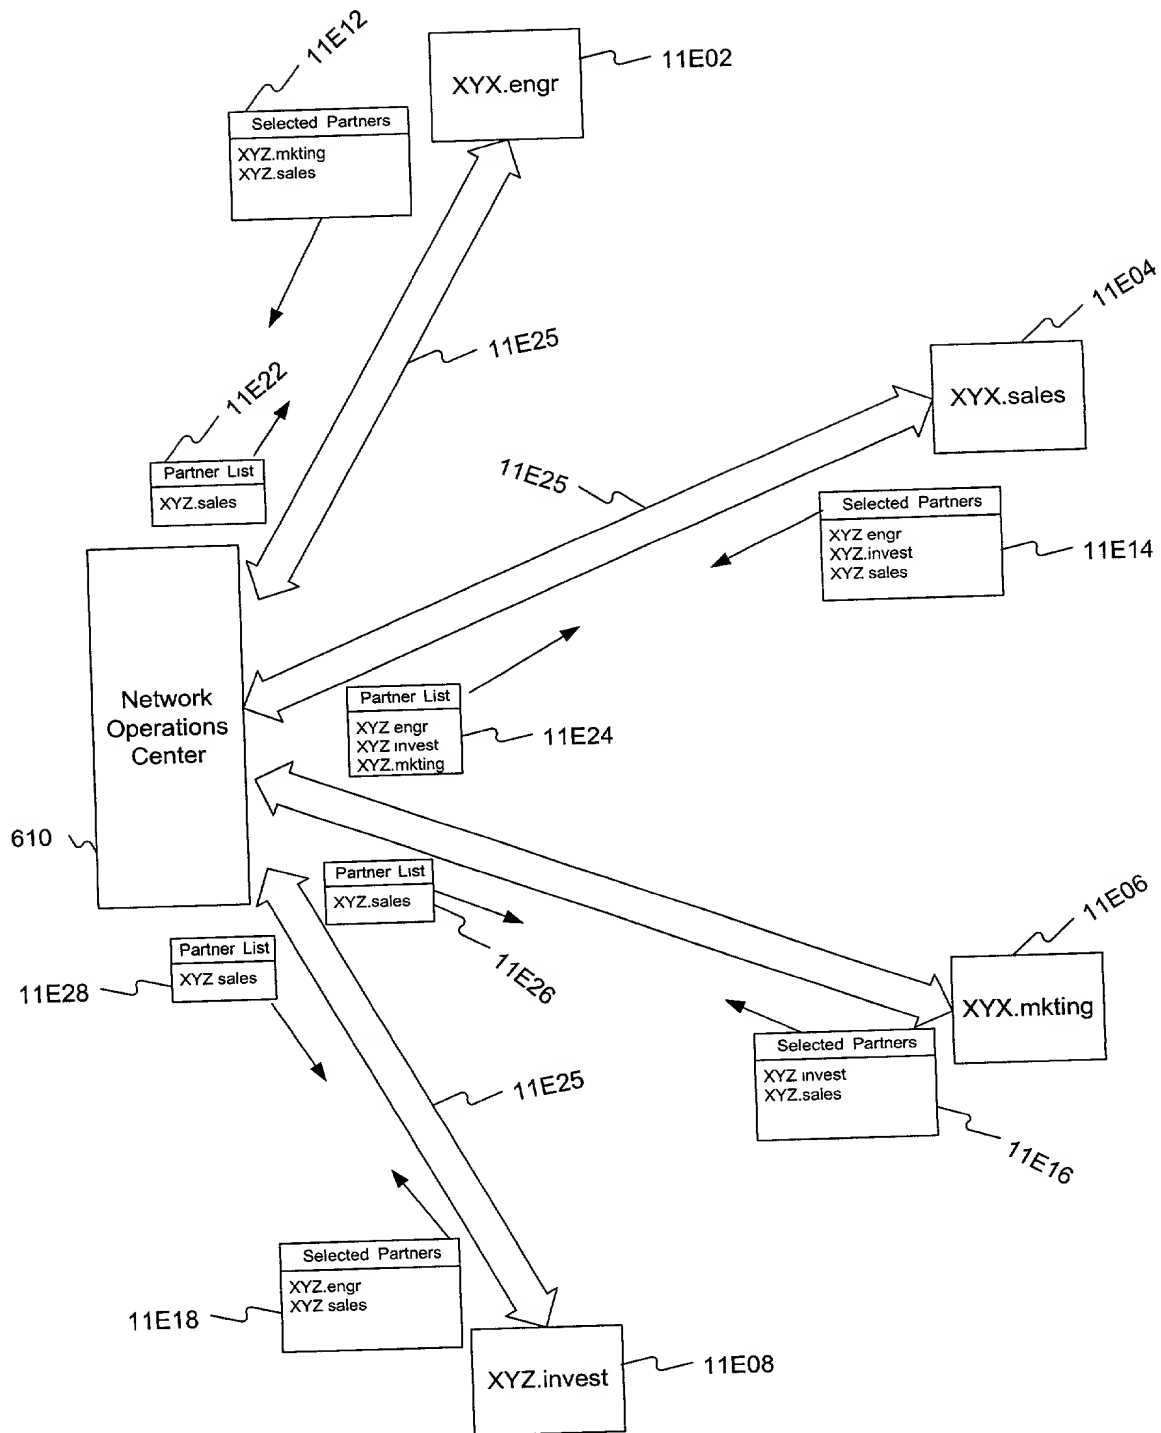 11E12
XYX.engr
11E02
Selected Partners
XYZ.mkting
XYZ.sales
11E04
XYX.sales
11E25
11E22
Partner List
XYZ.sales
11E25
Selected Partners
XYZ engr
XYZ.invest
XYZ sales
11E14
Network
Operations
Center
Partner List
XYZ engr
XYZ invest
XYZ.mkting
11E24
610
Partner List
XYZ.sales
11E26
11E06
XYX.mkting
Partner List
XYZ sales
11E28
Selected Partners
XYZ invest
XYZ.sales
11E16
11E25
Selected Partners
XYZ.engr
XYZ sales
11E18
XYZ.invest
11E08